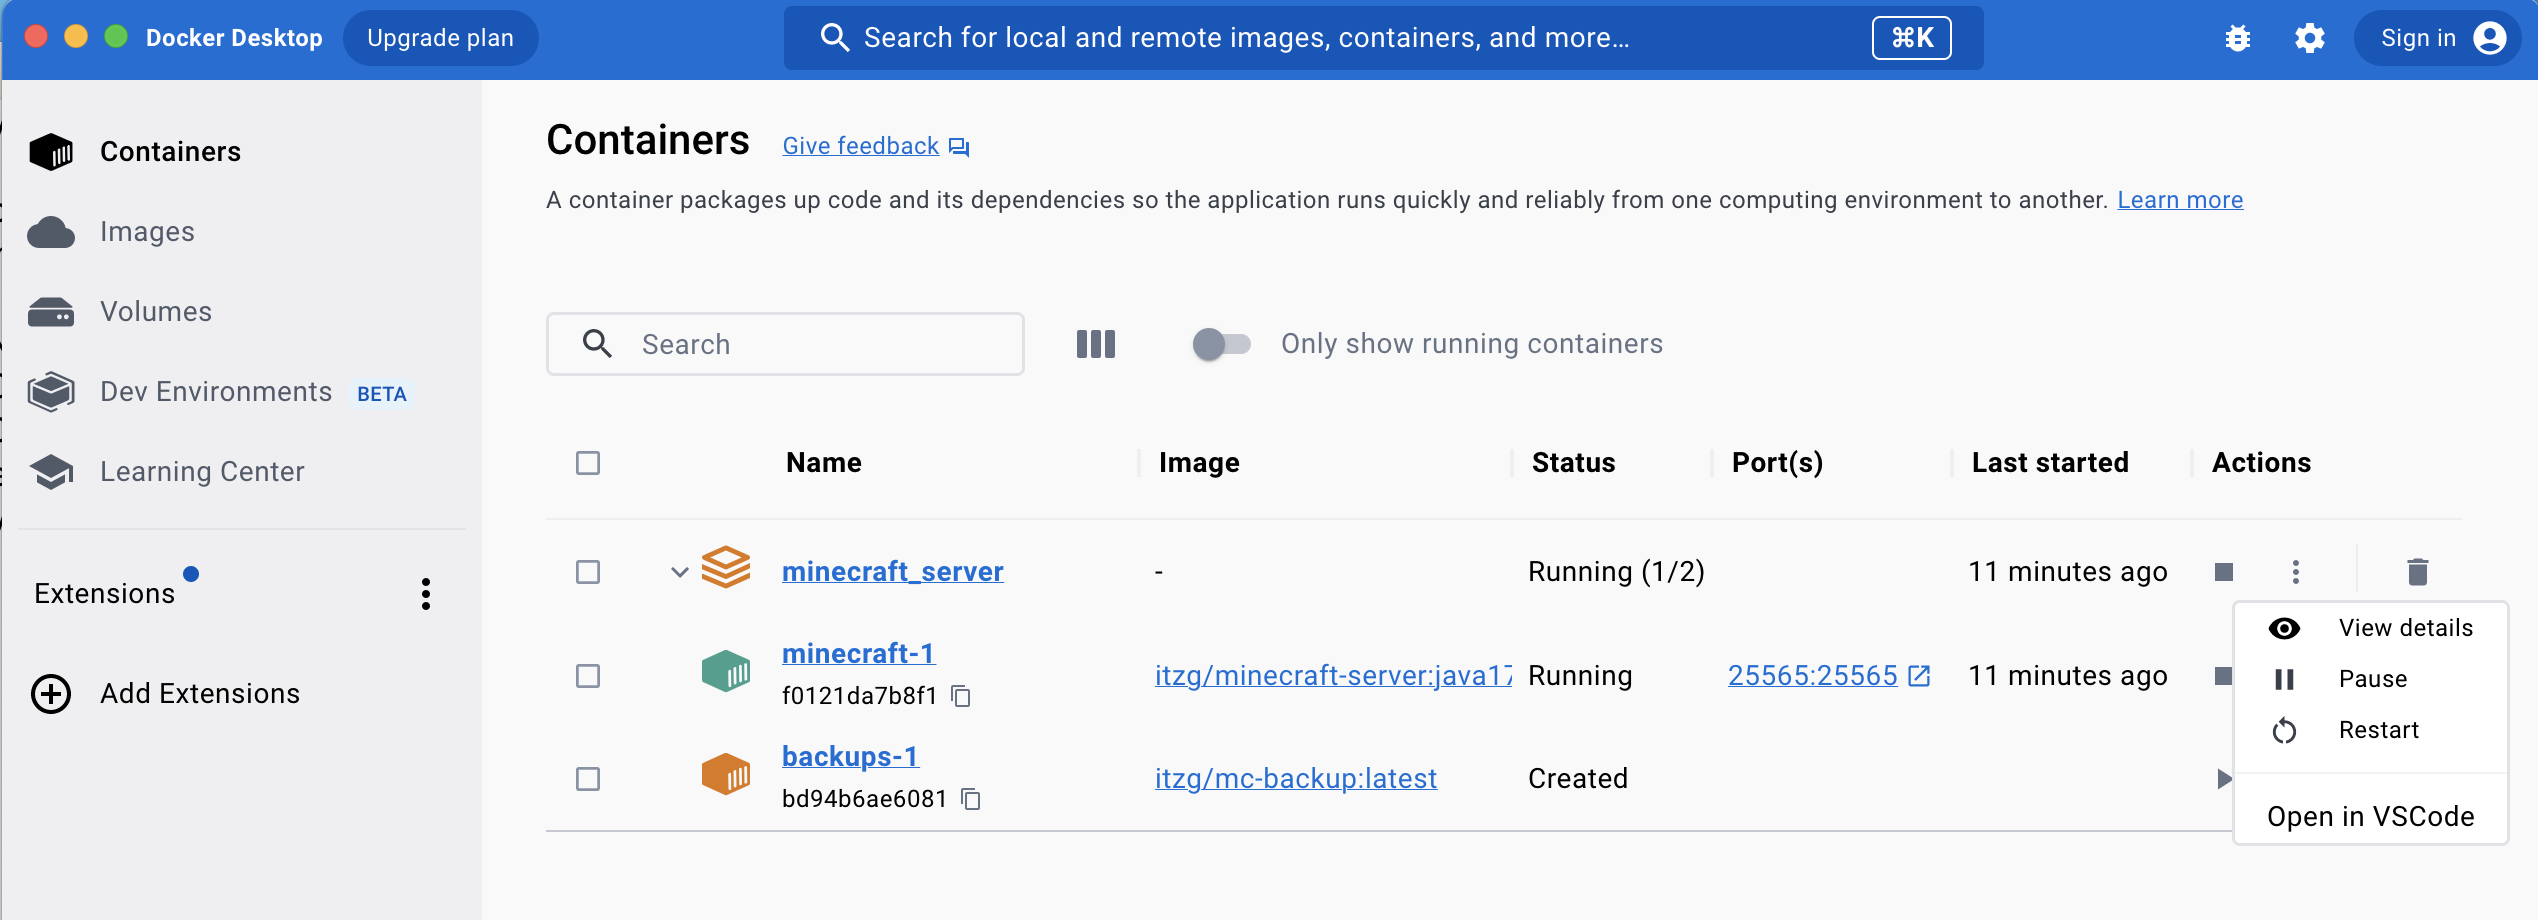 Docker Desktop Upgrade plan Search for local and remote images, containers, and more... ⌘K Sign in
Containers
Images
Volumes
Dev Environments BETA
Learning Center
Extensions
Add Extensions
Containers Give feedback
A container packages up code and its dependencies so the application runs quickly and reliably from one computing environment to another. Learn more
Search Only show running containers
Name Image Status Port(s) Last started Actions
minecraft_server - Running (1/2) 11 minutes ago
minecraft-1 itzg/minecraft-server:java17 Running 25565:25565 11 minutes ago
f0121da7b8f1
backups-1 itzg/mc-backup:latest Created
bd94b6ae6081
View details
Pause
Restart
Open in VSCode